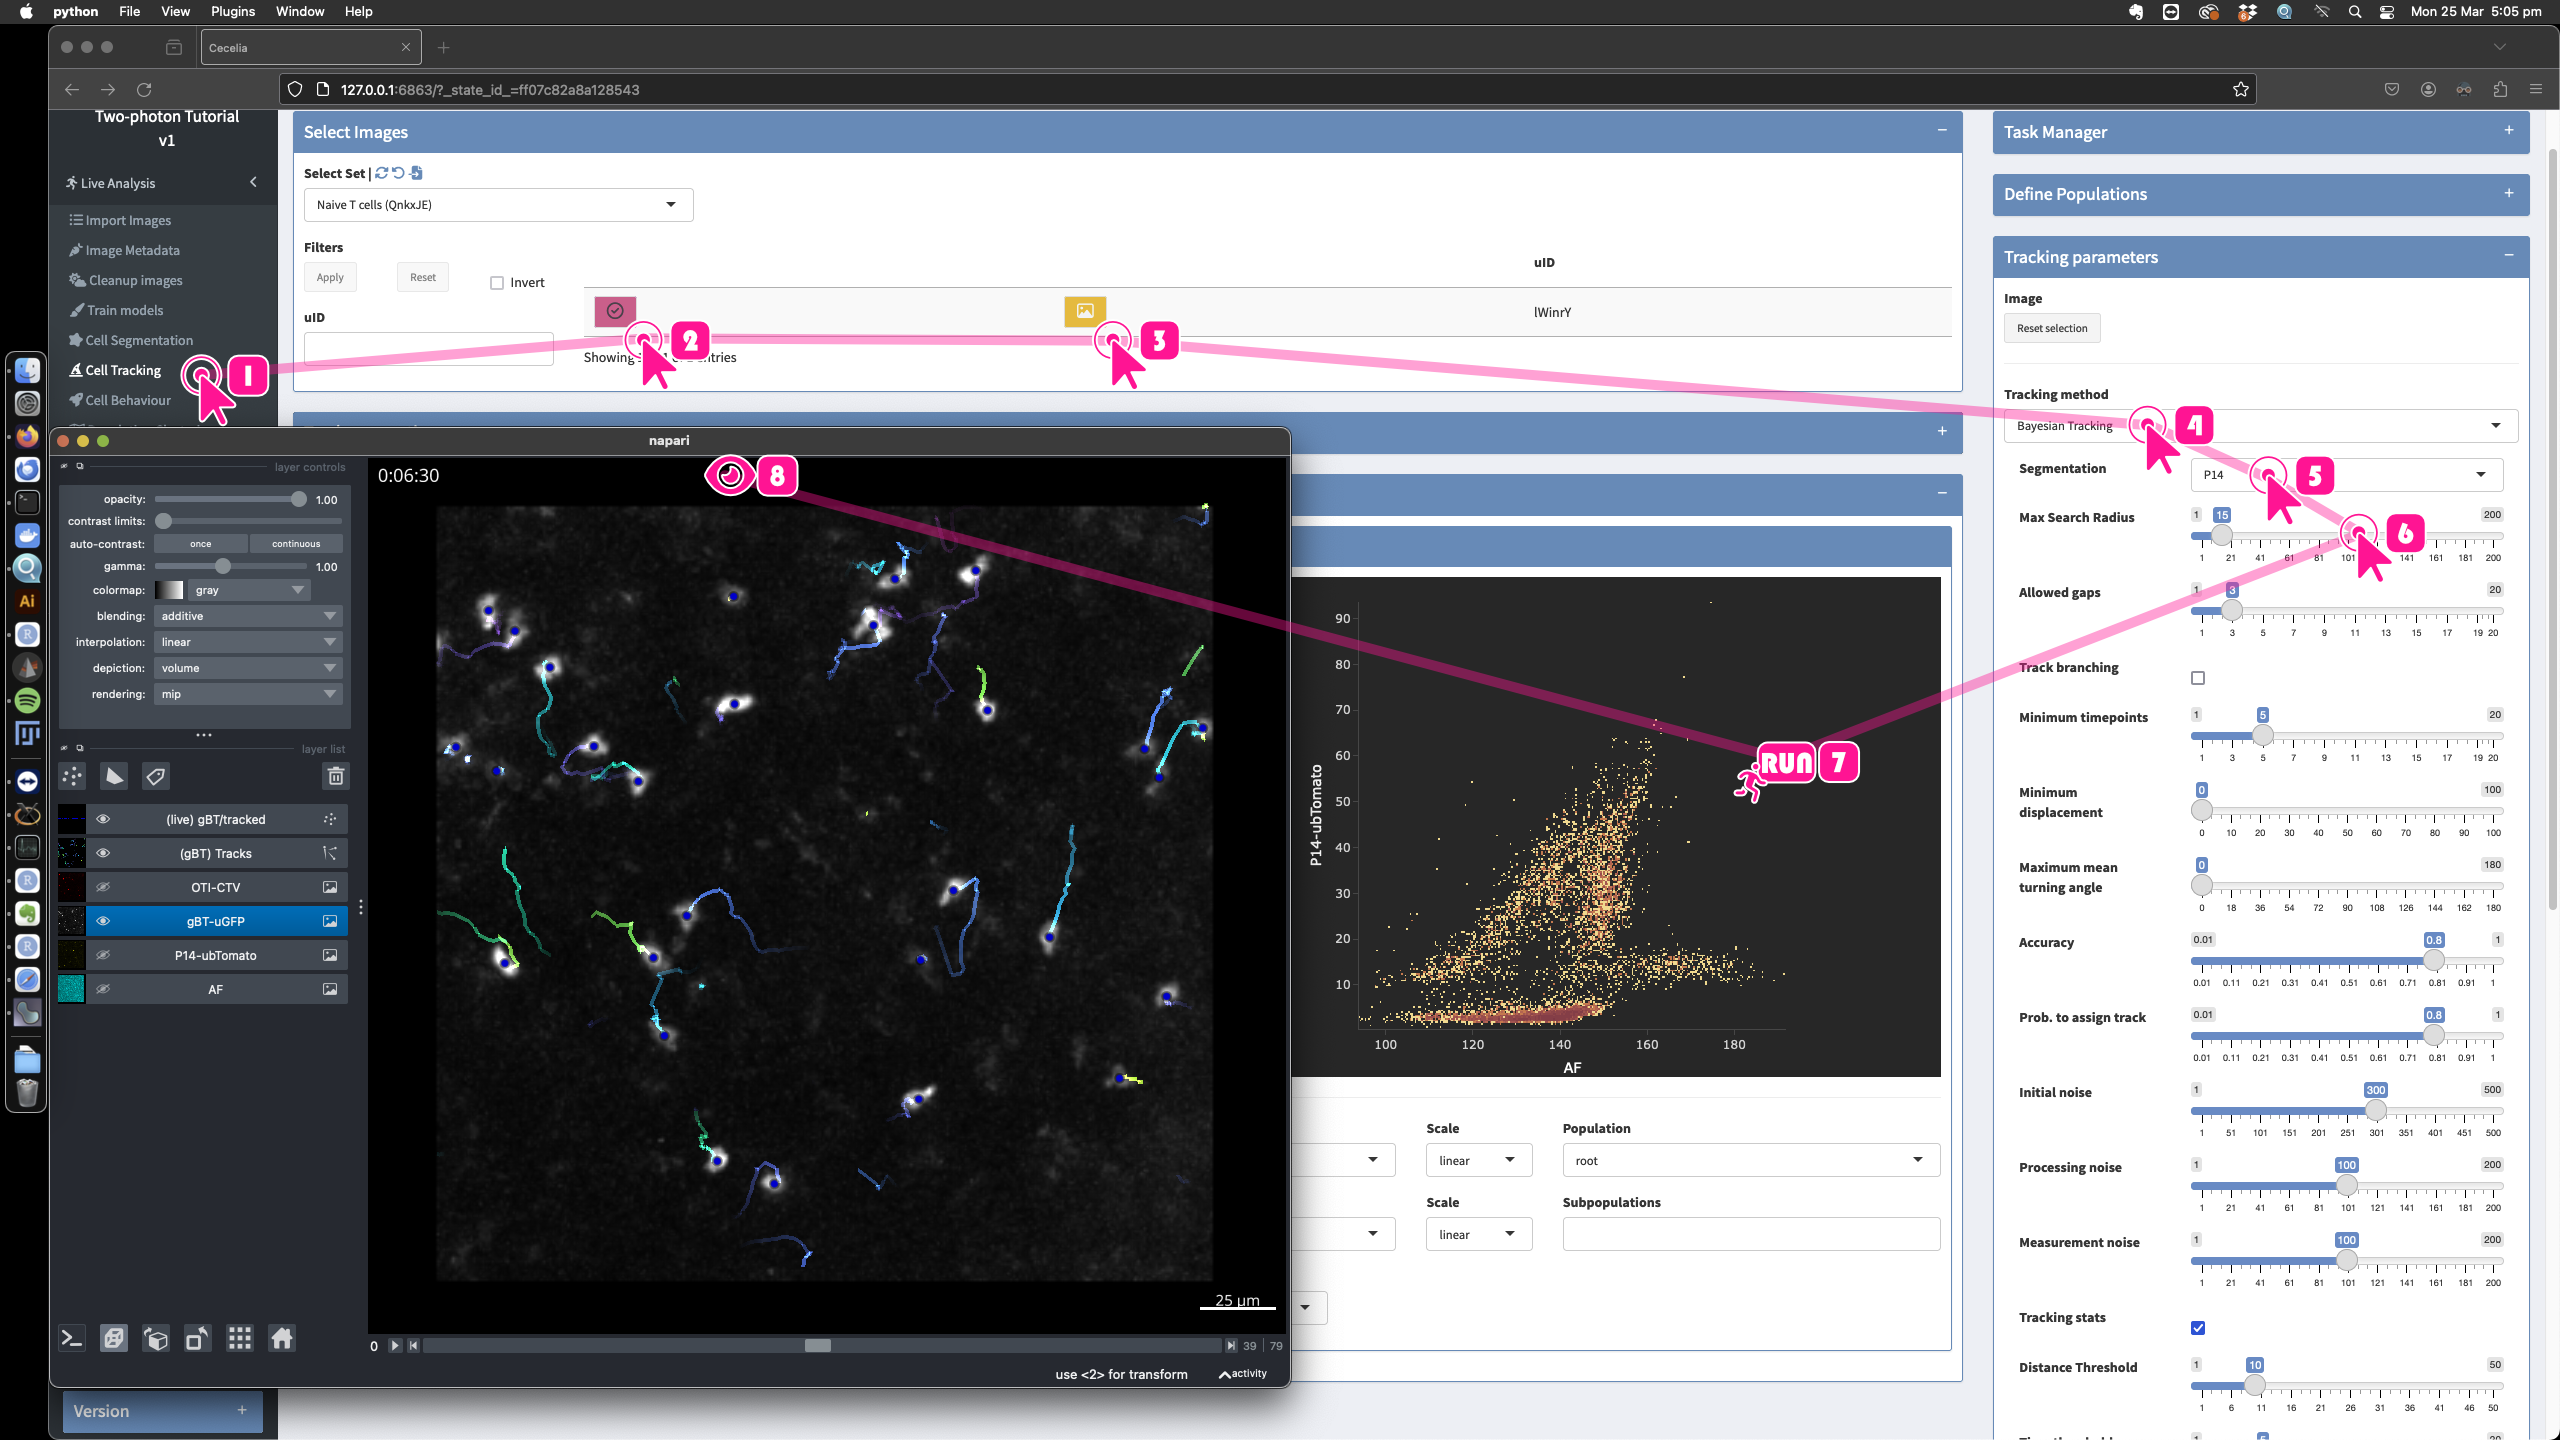 python File View Plugins Window Help
Mon 25 Mar 5:05 pm
Cecelia
127.0.0.1:6863/?_state_id_=ff07c82a8a128543
Two-photon Tutorial
v1
Live Analysis
Import Images
Image Metadata
Cleanup images
Train models
Cell Segmentation
Cell Tracking
Cell Behaviour
1
Version +
Select Images
Select Set |
Naive T cells (QnkxJE)
Filters
Apply Reset Invert
uID
uID
lWinrY
2
3
napari
layer controls
opacity: 1.00
contrast limits:
auto-contrast: once continuous
gamma: 1.00
colormap: gray
blending: additive
interpolation: linear
depiction: volume
rendering: mip
layer list
(live) gBT/tracked
(gBT) Tracks
OTI-CTV
gBT-uGFP
P14-ubTomato
AF
0:06:30
8
25 µm
0 39 79
use <2> for transform
activity
P14-ubTomato
90
80
70
60
50
40
30
20
10
100 120 140 160 180
AF
RUN 7
Scale Population
linear root
Scale Subpopulations
linear
Task Manager +
Define Populations +
Tracking parameters −
Image
Reset selection
Tracking method
Bayesian Tracking
4
Segmentation P14
5
Max Search Radius 1 15 200
6
1 21 41 61 81 101 141 161 181 200
Allowed gaps 1 3 20
1 3 5 7 9 11 13 15 17 19 20
Track branching
Minimum timepoints 1 5 20
1 3 5 7 9 11 13 15 17 19 20
Minimum displacement 0 100
0 10 20 30 40 50 60 70 80 90 100
Maximum mean turning angle 0 180
0 18 36 54 72 90 108 126 144 162 180
Accuracy 0.01 0.8 1
0.01 0.11 0.21 0.31 0.41 0.51 0.61 0.71 0.81 0.91 1
Prob. to assign track 0.01 0.8 1
0.01 0.11 0.21 0.31 0.41 0.51 0.61 0.71 0.81 0.91 1
Initial noise 1 300 500
1 51 101 151 201 251 301 351 401 451 500
Processing noise 1 100 200
1 21 41 61 81 101 121 141 161 181 200
Measurement noise 1 100 200
1 21 41 61 81 101 121 141 161 181 200
Tracking stats
Distance Threshold 1 10 50
1 6 11 16 21 26 31 36 41 46 50